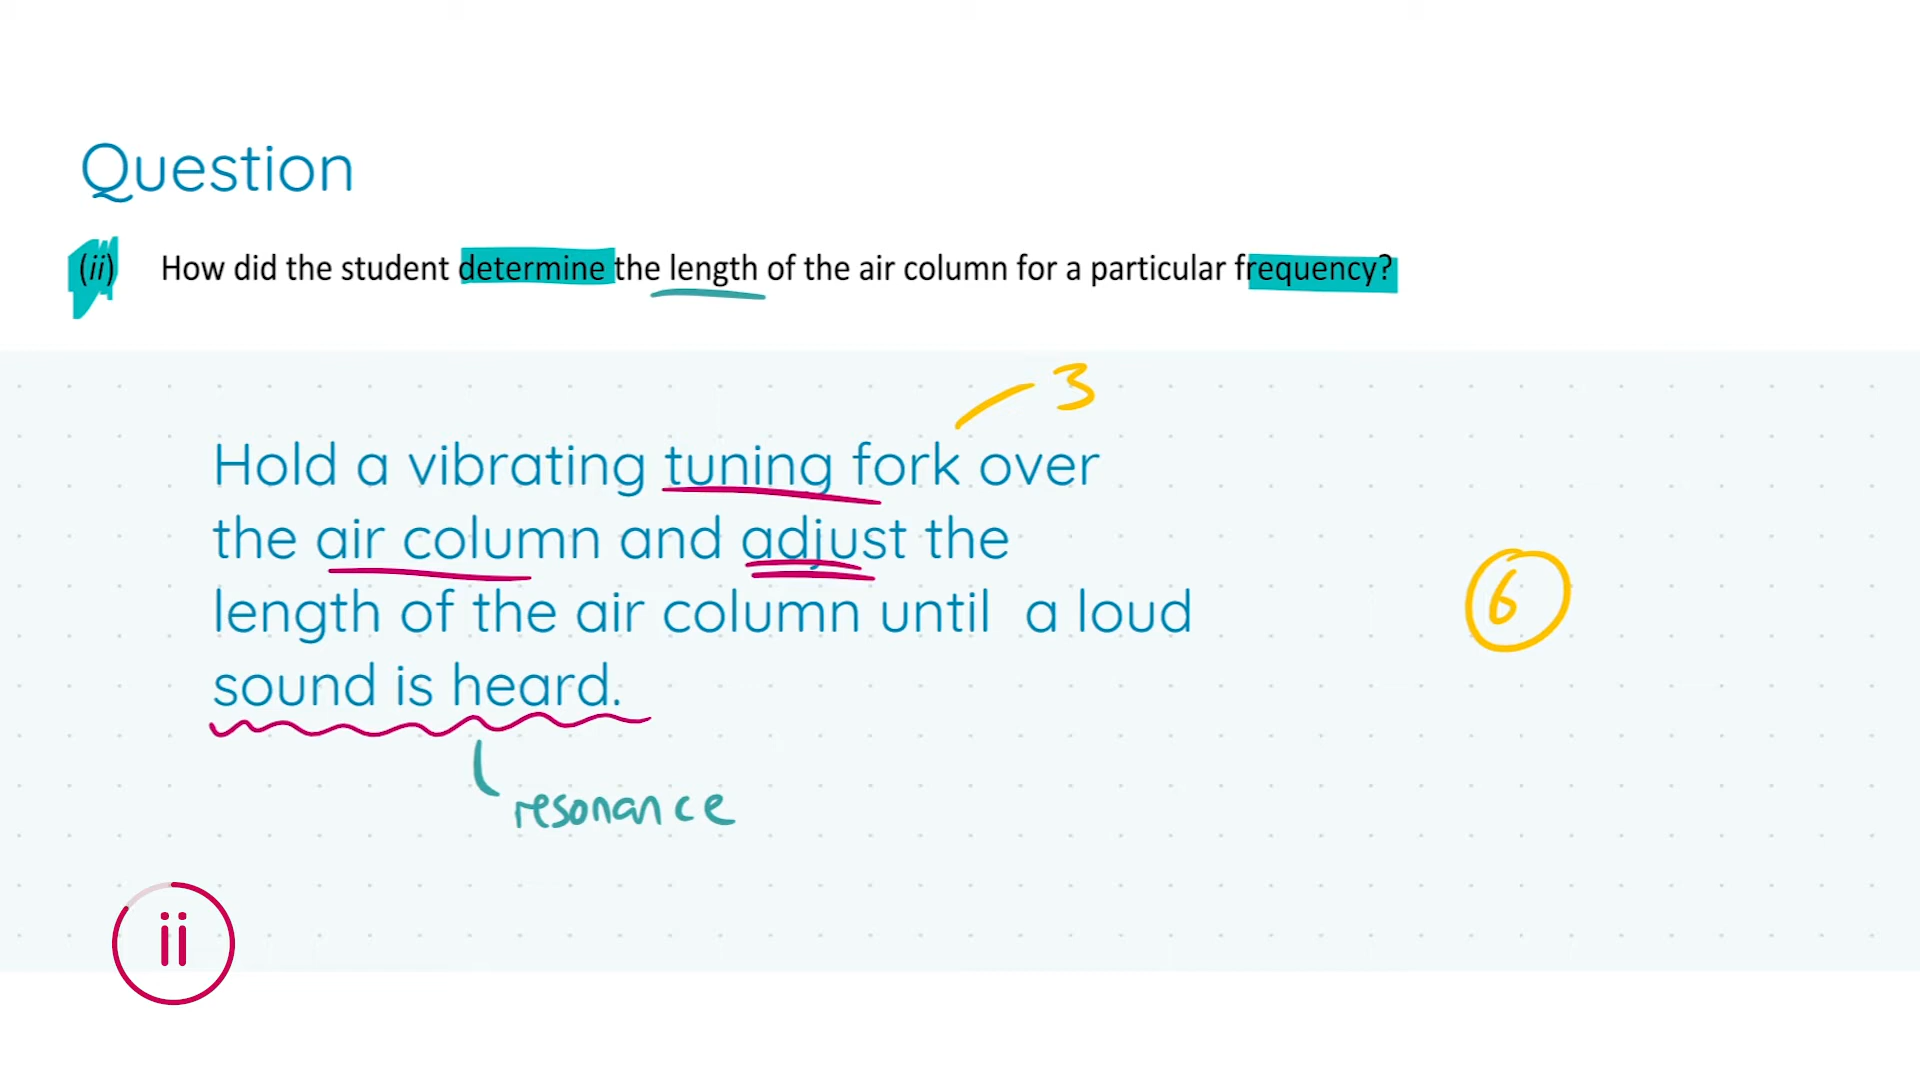 Question
(ii) How did the student determine the length of the air column for a particular frequency?
3
Hold a vibrating tuning fork over
the air column and adjust the
length of the air column until a loud
sound is heard.
6
resonance
ii